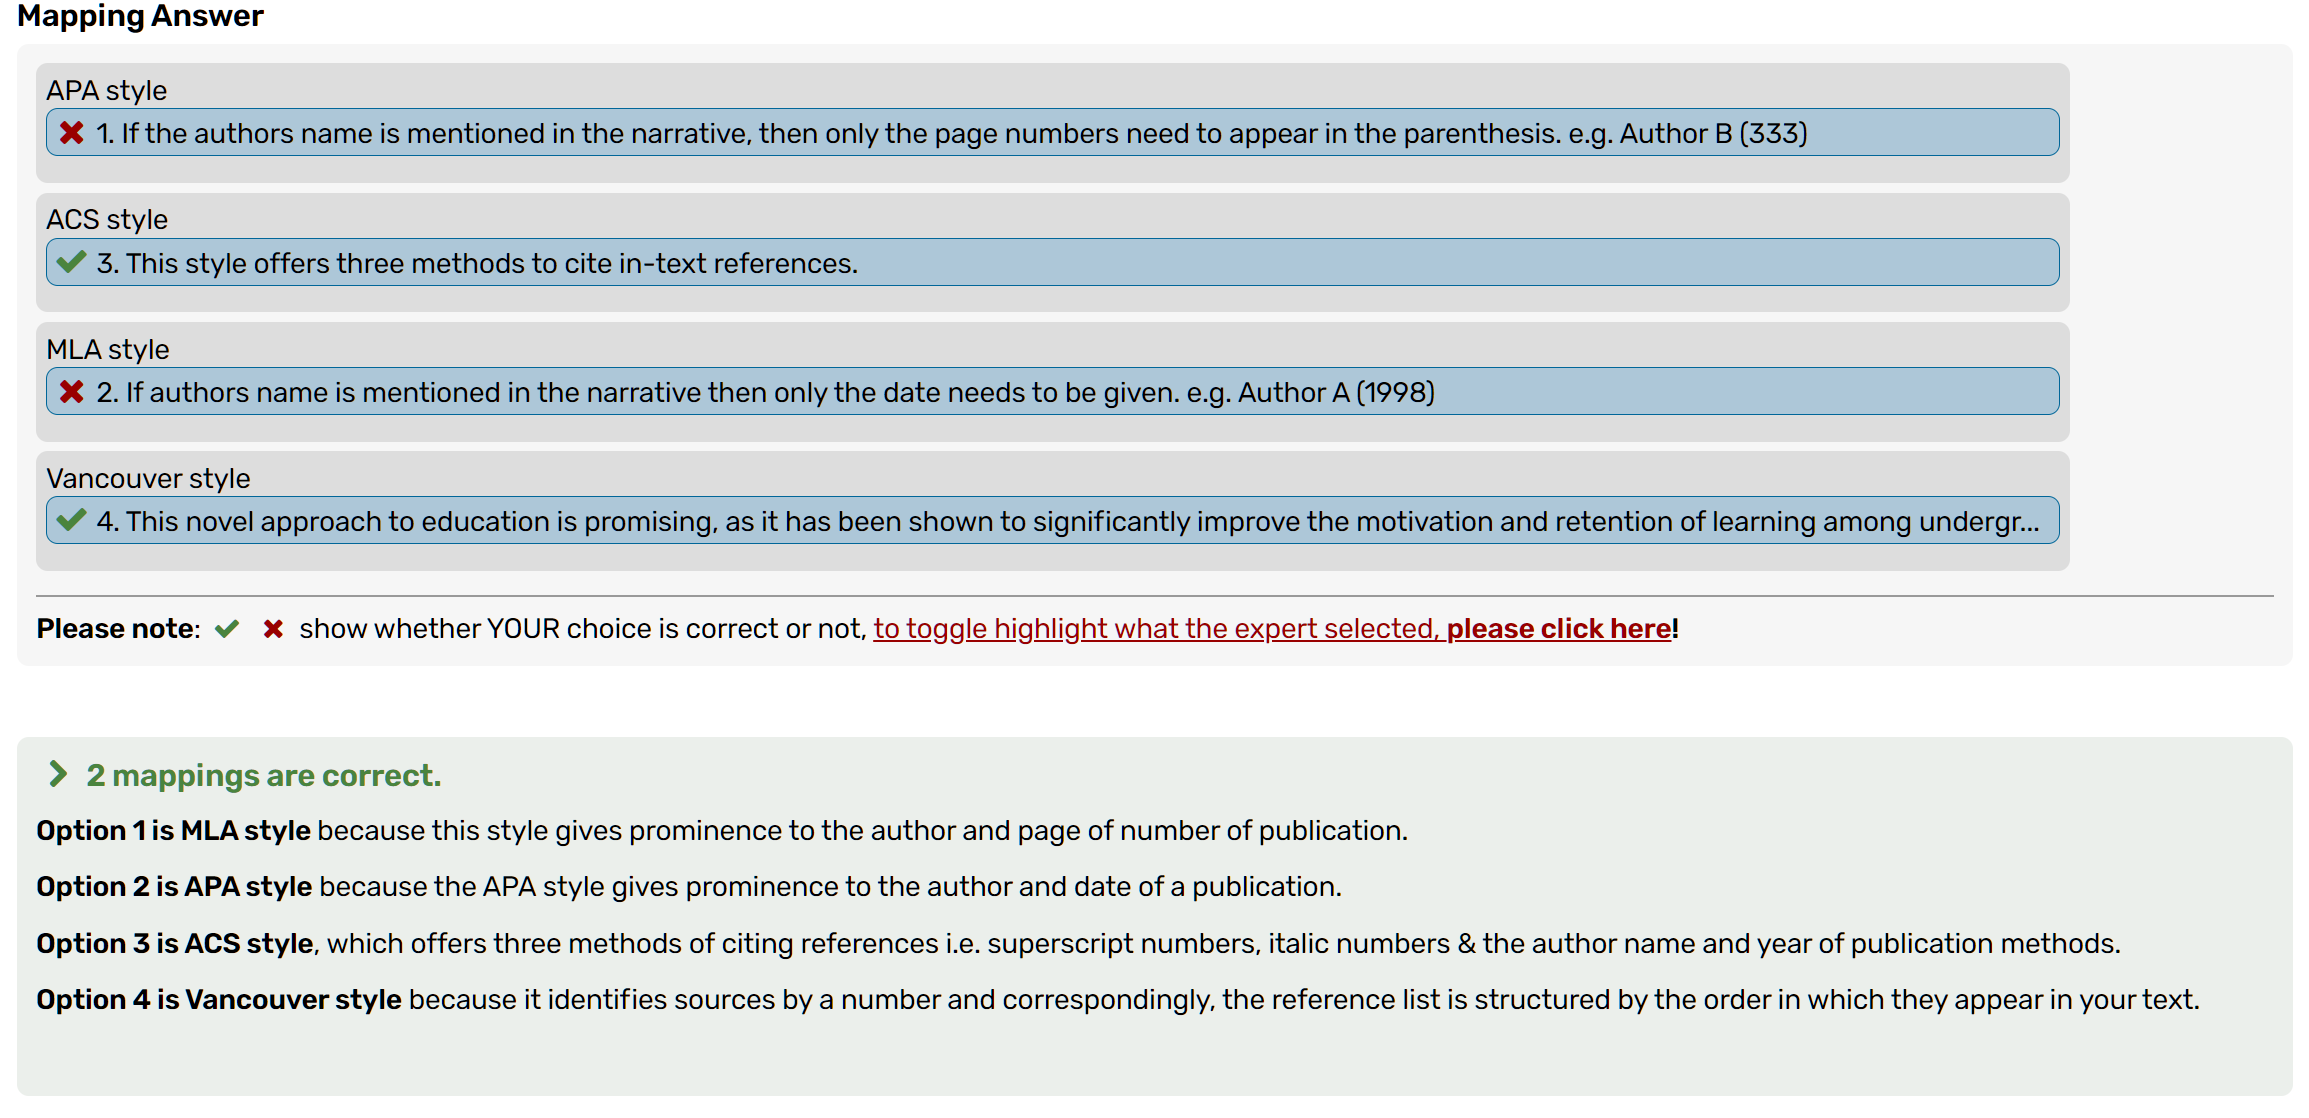 Mapping Answer
APA style
1. If the authors name is mentioned in the narrative, then only the page numbers need to appear in the parenthesis. e.g. Author B (333)
ACS style
3. This style offers three methods to cite in-text references.
MLA style
2. If authors name is mentioned in the narrative then only the date needs to be given. e.g. Author A (1998)
Vancouver style
4. This novel approach to education is promising, as it has been shown to significantly improve the motivation and retention of learning among undergr...
Please note: show whether YOUR choice is correct or not, to toggle highlight what the expert selected, please click here!
2 mappings are correct.
Option 1 is MLA style because this style gives prominence to the author and page of number of publication.
Option 2 is APA style because the APA style gives prominence to the author and date of a publication.
Option 3 is ACS style, which offers three methods of citing references i.e. superscript numbers, italic numbers & the author name and year of publication methods.
Option 4 is Vancouver style because it identifies sources by a number and correspondingly, the reference list is structured by the order in which they appear in your text.